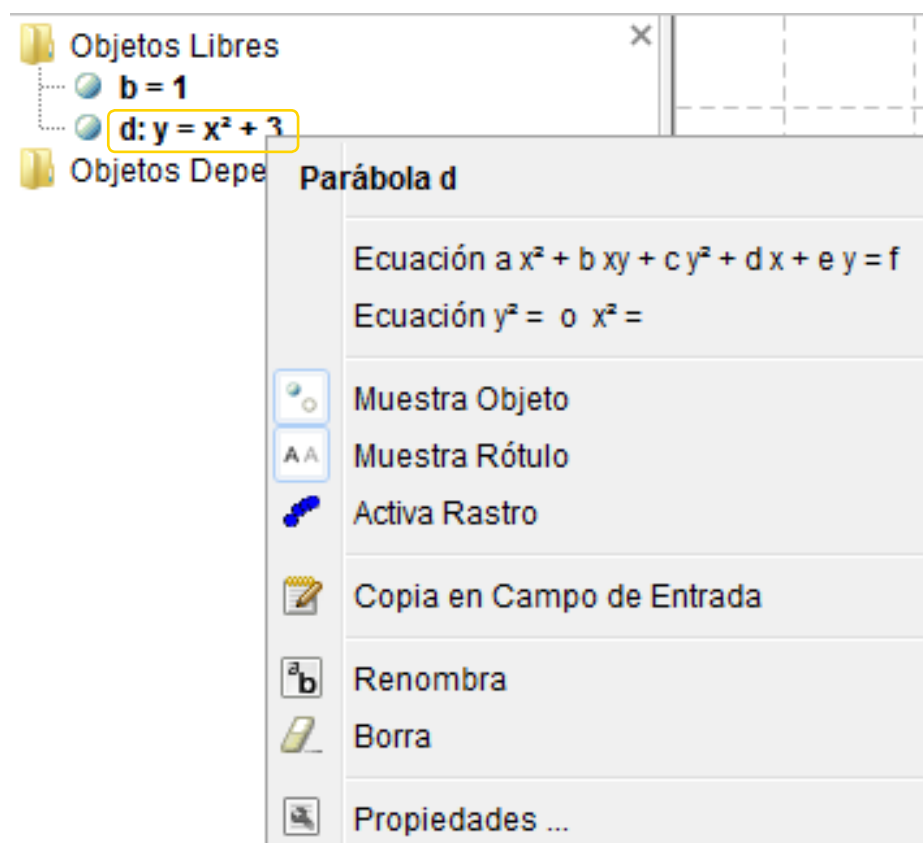 Objetos Libres
b = 1
d: y = x² + 3
Objetos Depe
Parábola d
Ecuación a x² + b xy + c y² + d x + e y = f
Ecuación y² = o x² =
Muestra Objeto
A A
Muestra Rótulo
Activa Rastro
Copia en Campo de Entrada
ab
Renombra
Borra
Propiedades ...